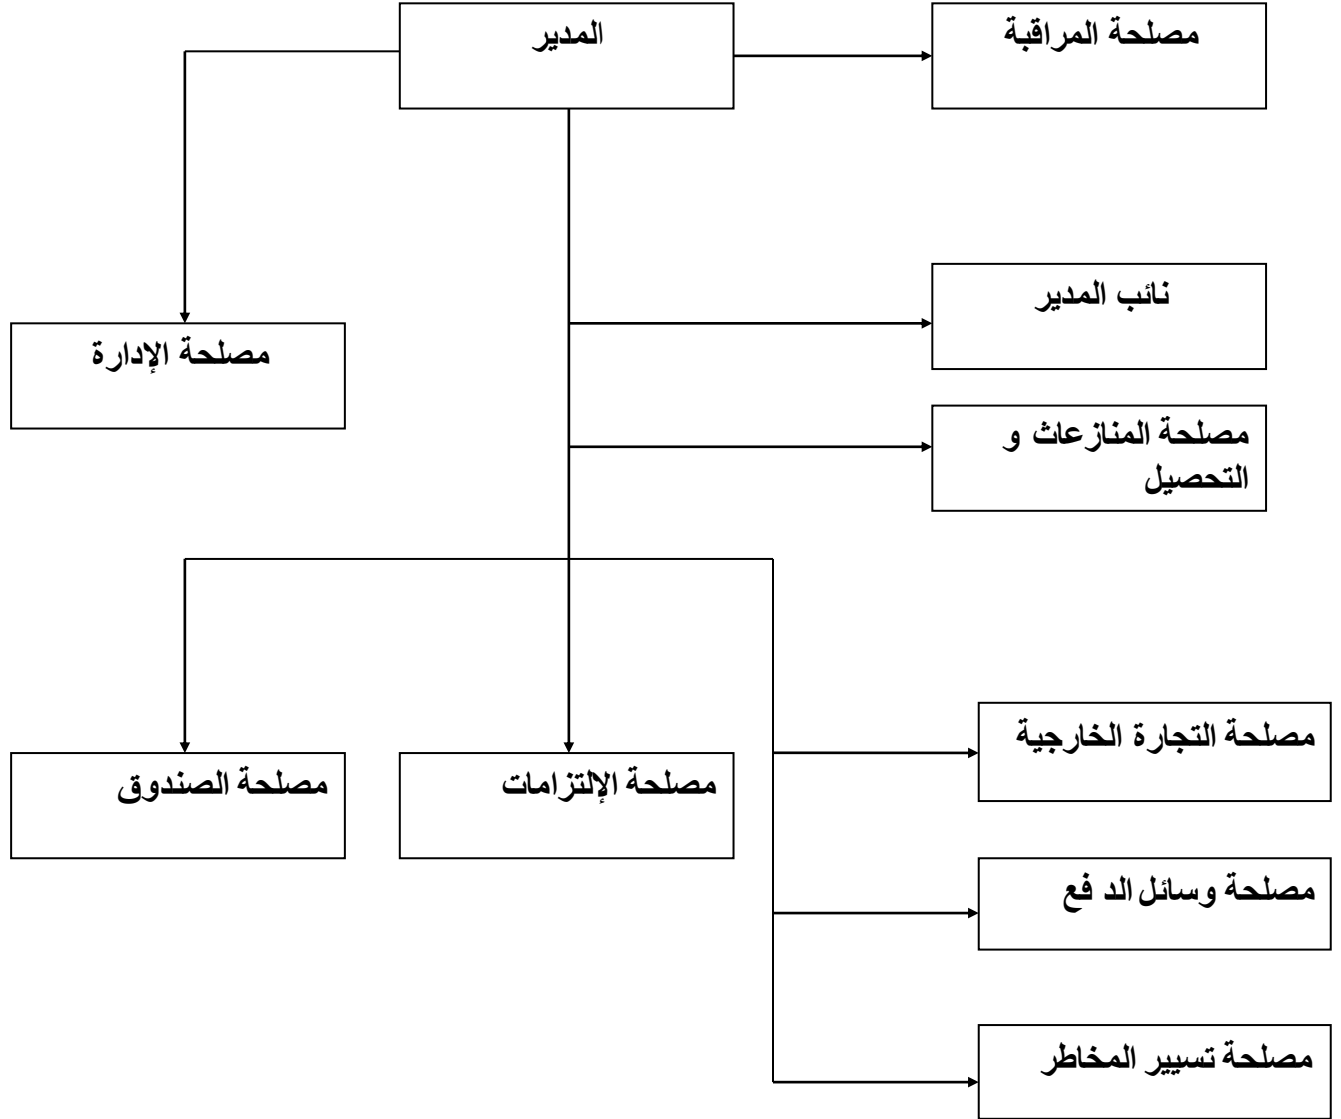 المدير
مصلحة المراقبة
نائب المدير
مصلحة الإدارة
مصلحة المنازعاث و
التحصيل
مصلحة التجارة الخارجية
مصلحة الإلتزامات
مصلحة الصندوق
مصلحة وسائل الد فع
مصلحة تسيير المخاطر